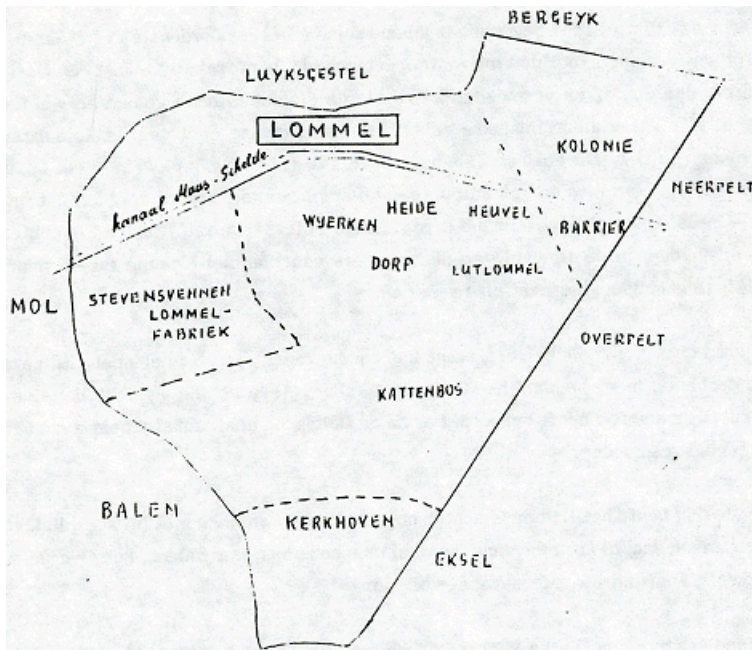 BERGEYK
LUYKSGESTEL
LOMMEL
KOLONIE
NEERPELT
kanaal Maas-Schelde
WYERKEN
HEIDE
HEUVEL
BARRIER
DORP
LUTLOMMEL
MOL
STEVENSVENNEN
LOMMEL-
FABRIEK
OVERPELT
KATTENBOS
BALEN
KERKHOVEN
EKSEL